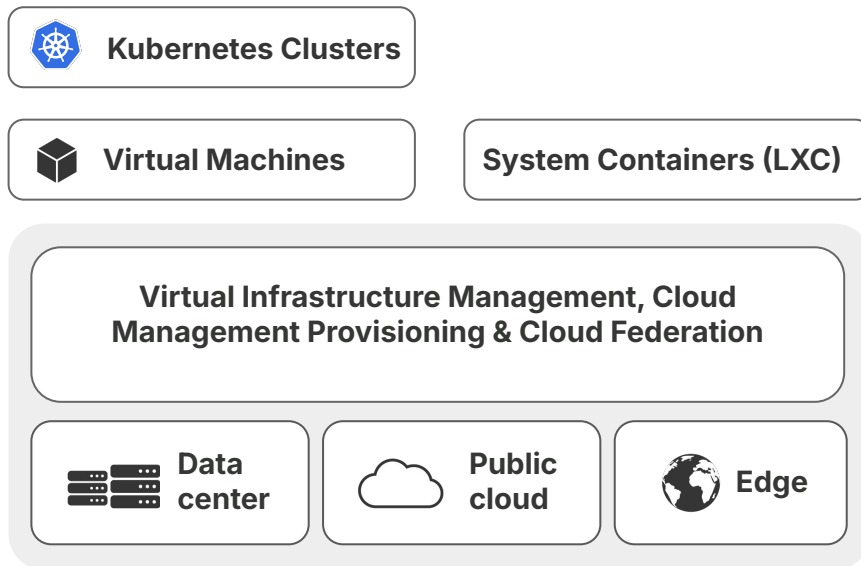 Kubernetes Clusters
Virtual Machines
System Containers (LXC)
Virtual Infrastructure Management, Cloud
Management Provisioning & Cloud Federation
Data
center
Public
cloud
Edge